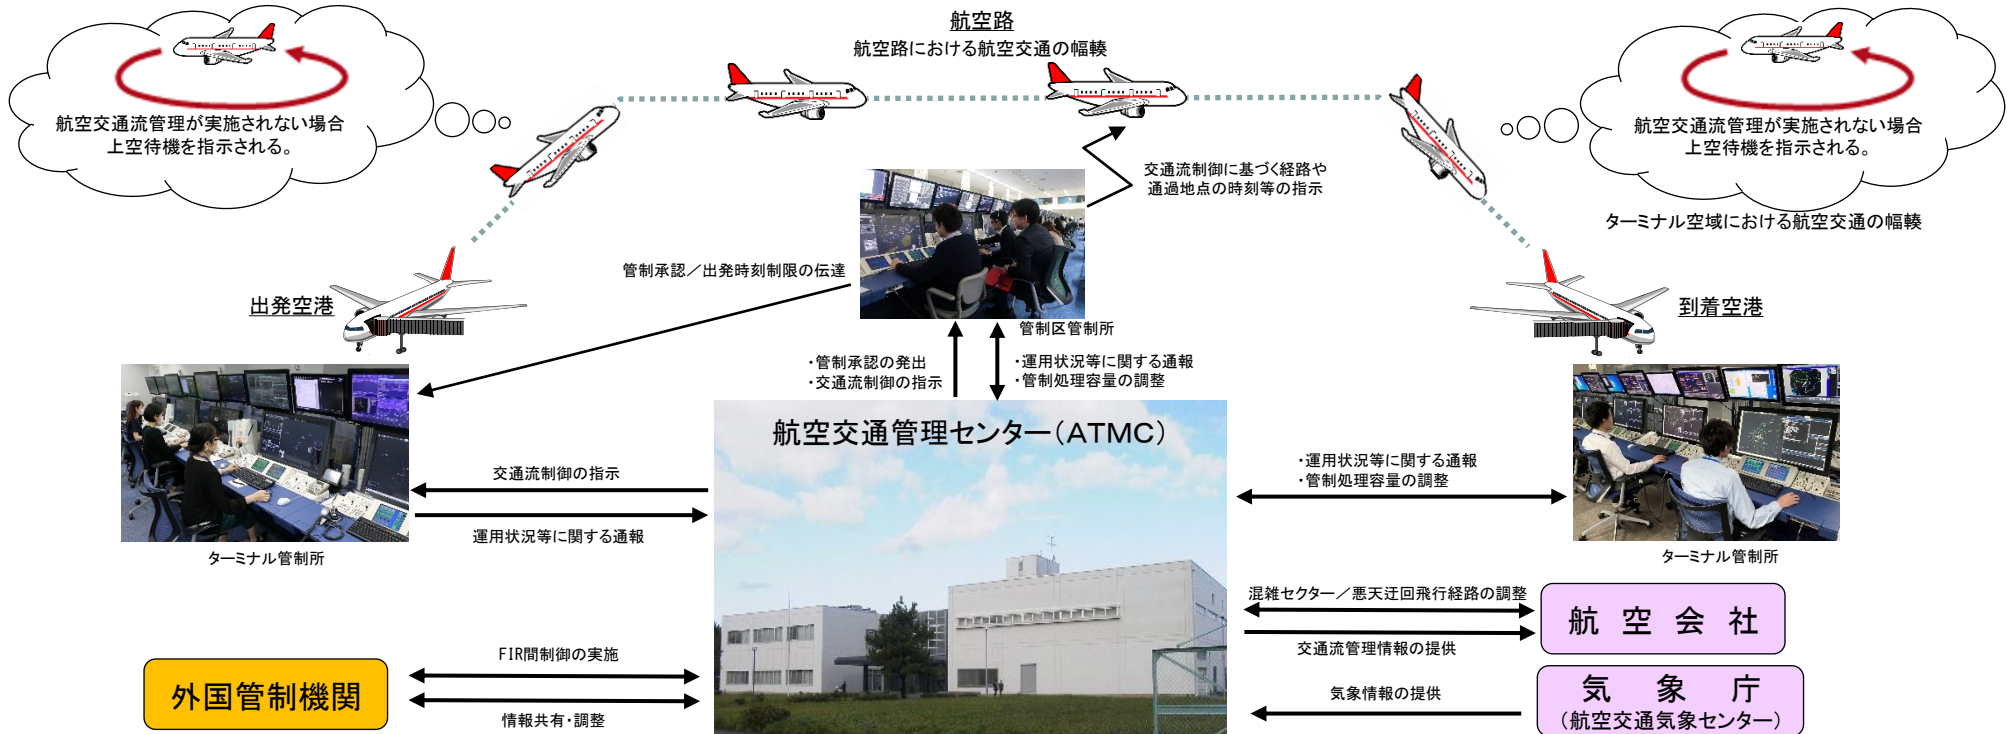 航空路
航空路における航空交通の輻輳
航空交通流管理が実施されない場合
上空待機を指示される。
航空交通流管理が実施されない場合
上空待機を指示される。
交通流制御に基づく経路や
通過地点の時刻等の指示
ターミナル空域における航空交通の輻輳
管制承認／出発時刻制限の伝達
出発空港
到着空港
管制区管制所
・管制承認の発出
・交通流制御の指示
・運用状況等に関する通報
・管制処理容量の調整
航空交通管理センター(ATMC)
交通流制御の指示
運用状況等に関する通報
ターミナル管制所
・運用状況等に関する通報
・管制処理容量の調整
ターミナル管制所
混雑セクター／悪天迂回飛行経路の調整
航空会社
交通流管理情報の提供
FIR間制御の実施
外国管制機関
情報共有・調整
気象情報の提供
気象庁
(航空交通気象センター)